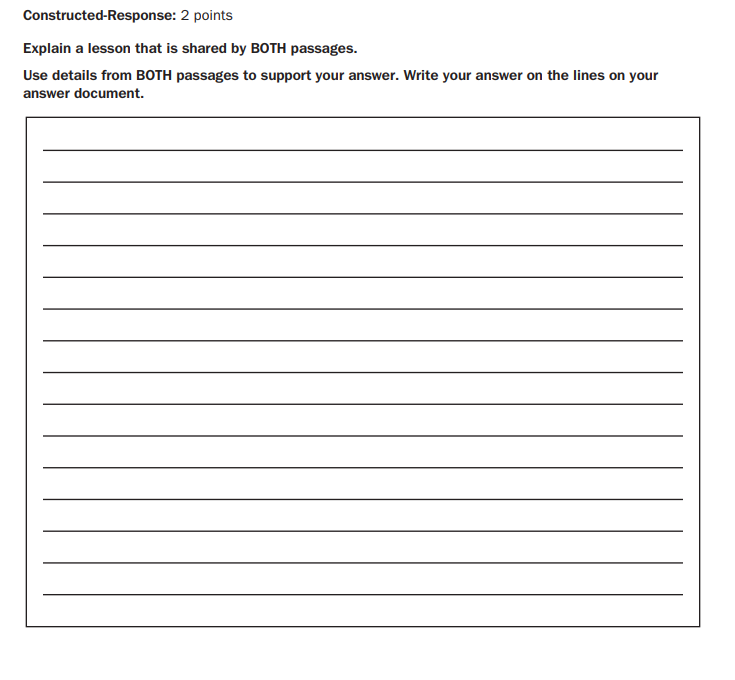 Constructed-Response: 2 points
Explain a lesson that is shared by BOTH passages.
Use details from BOTH passages to support your answer. Write your answer on the lines on your
answer document.